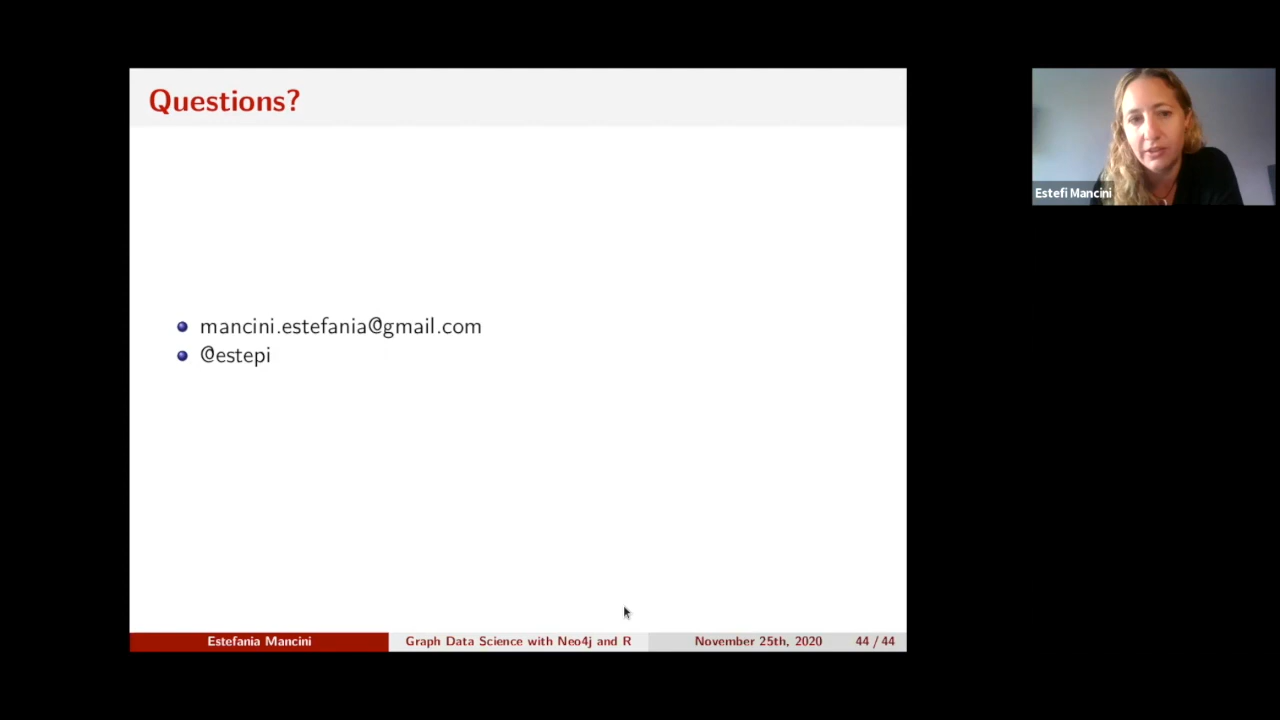 Questions?
mancini.estefania@gmail.com
@estepi
Estefi Mancini
Estefania Mancini
Graph Data Science with Neo4j and R
November 25th, 2020
44 / 44